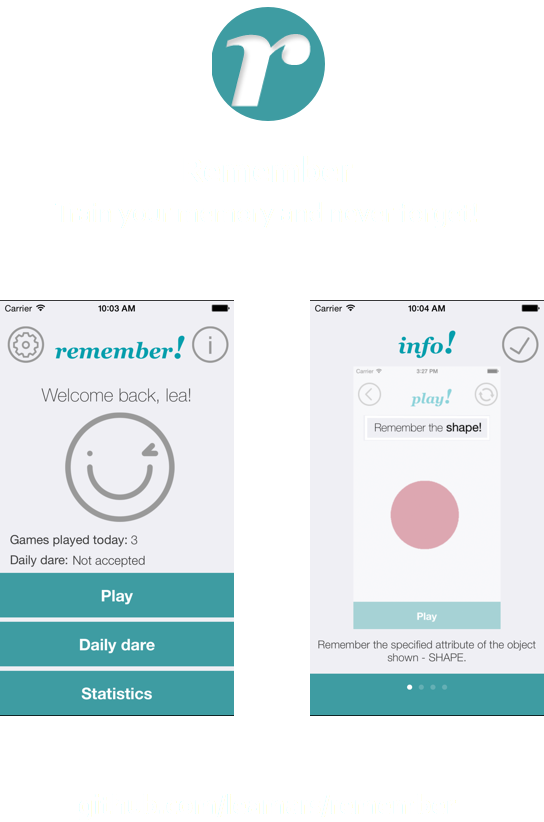 r
Carrier 10:03 AM
remember!
i
Welcome back, lea!
Games played today: 3
Daily dare: Not accepted
Play
Daily dare
Statistics
Carrier 10:04 AM
info!
Carrier 3:27 PM
play!
Remember the shape!
Play
Remember the specified attribute of the object
shown - SHAPE.